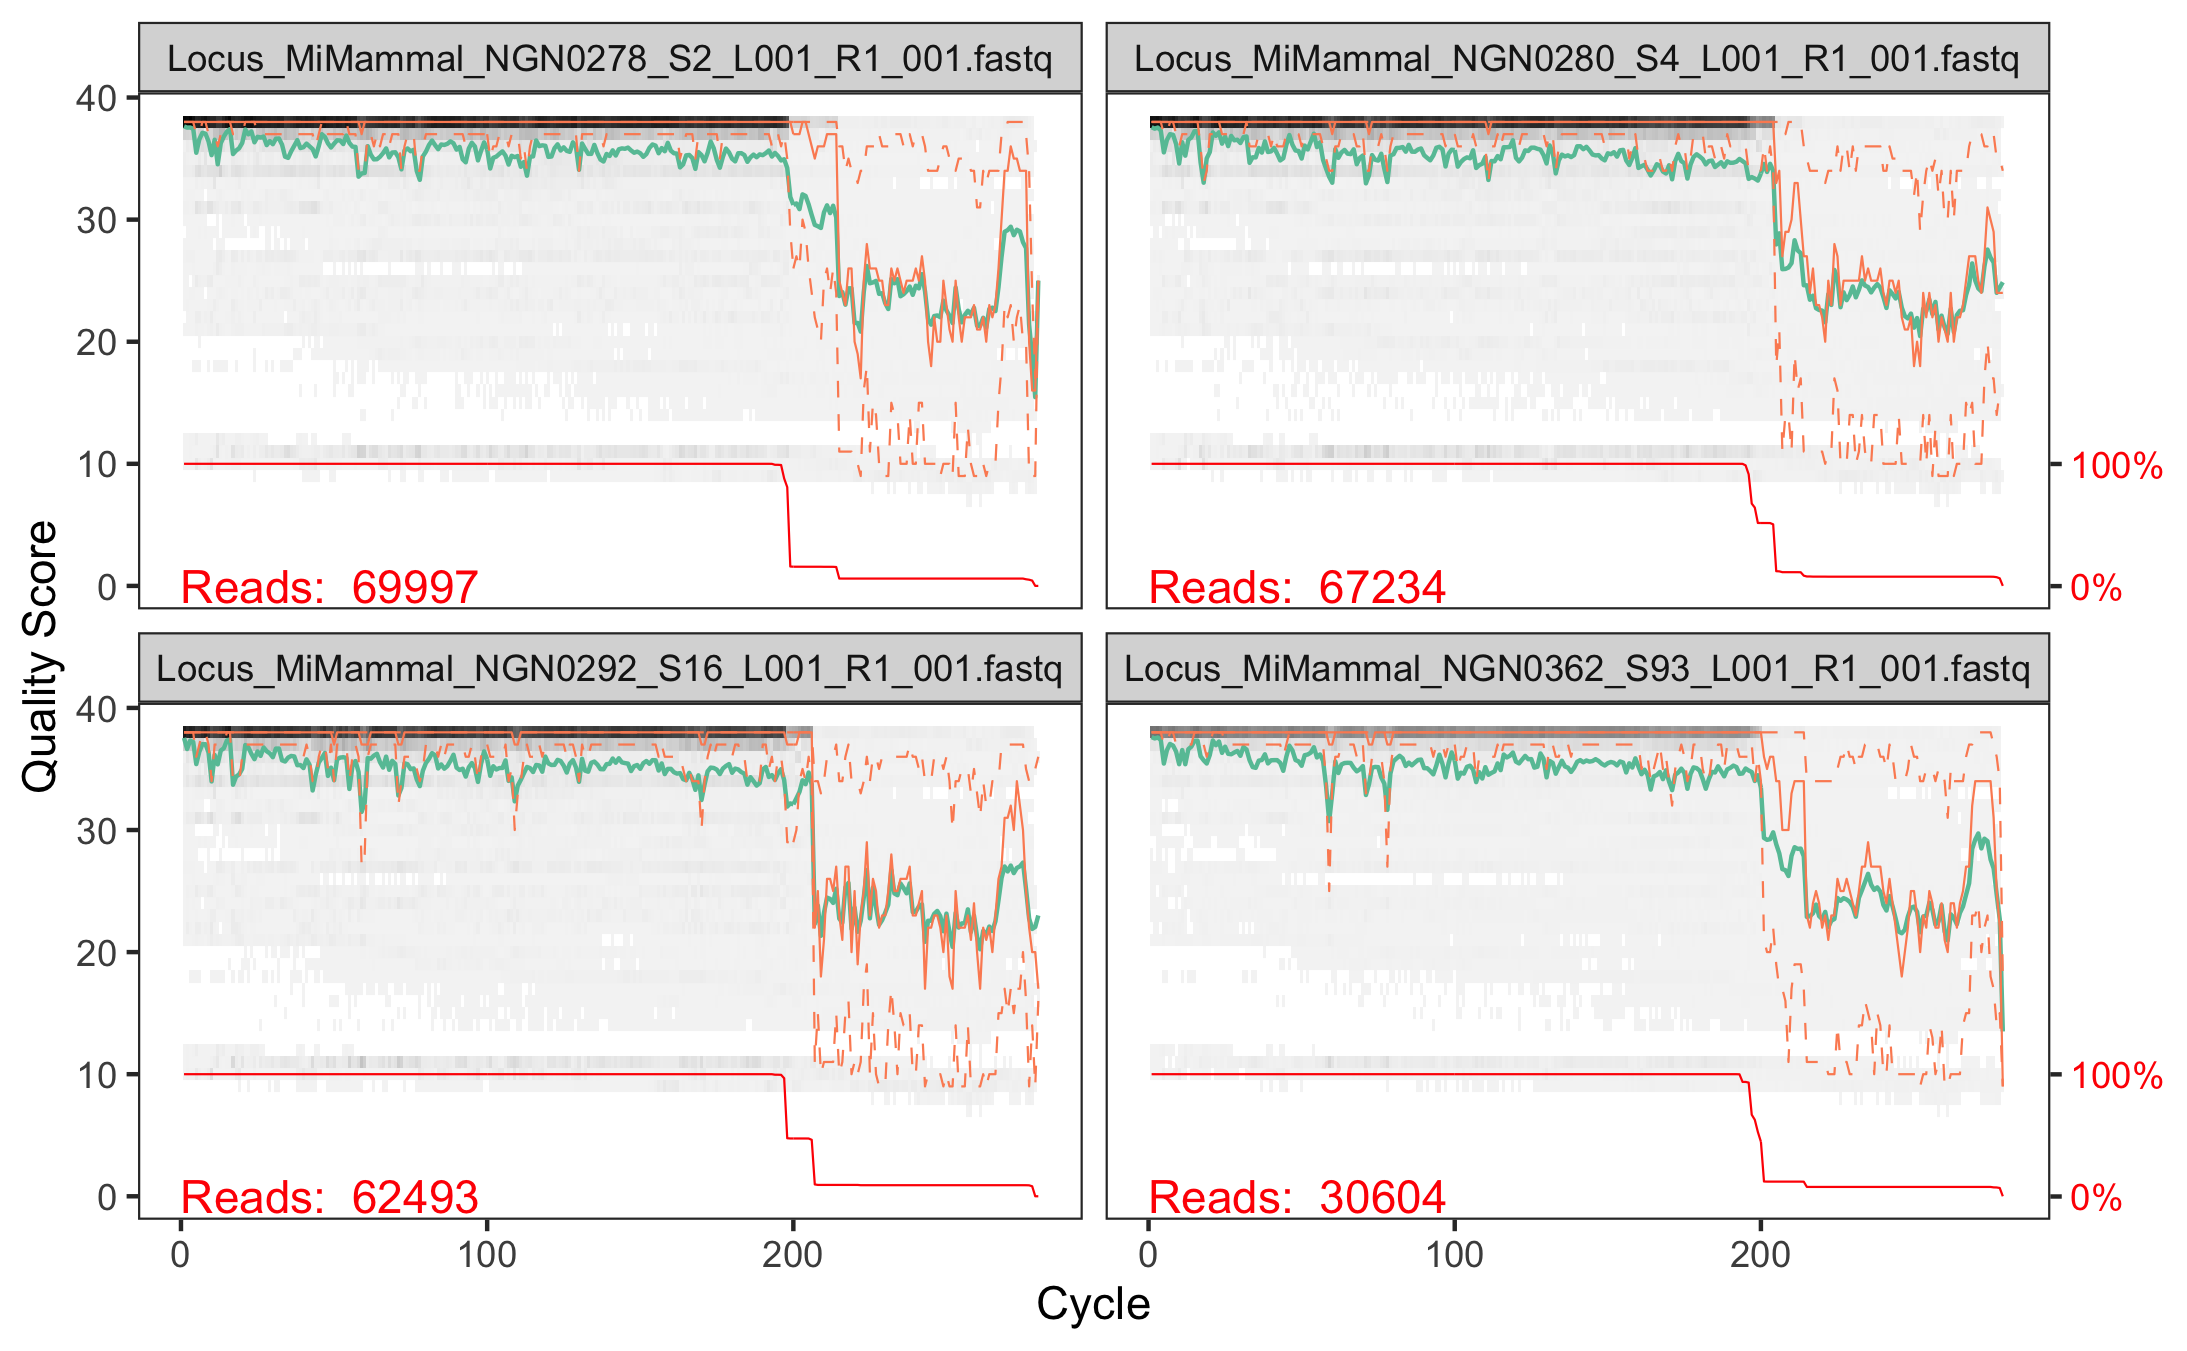 Locus_MiMammal_NGN0278_S2_L001_R1_001.fastq
Locus_MiMammal_NGN0280_S4_L001_R1_001.fastq
40
30
20
10
0
100%
0%
Reads: 69997
Reads: 67234
Locus_MiMammal_NGN0292_S16_L001_R1_001.fastq
Locus_MiMammal_NGN0362_S93_L001_R1_001.fastq
Quality Score
40
30
20
10
0
100%
0%
Reads: 62493
Reads: 30604
0 100 200
0 100 200
Cycle